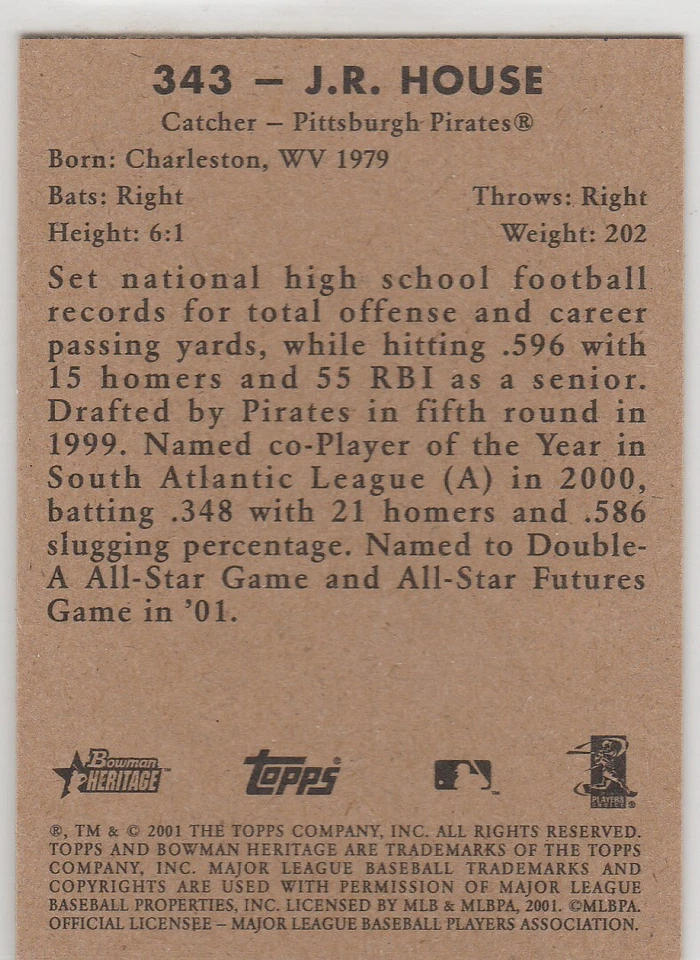 343 – J.R. HOUSE
Catcher – Pittsburgh Pirates®
Born: Charleston, WV 1979
Bats: Right Throws: Right
Height: 6:1 Weight: 202
Set national high school football
records for total offense and career
passing yards, while hitting .596 with
15 homers and 55 RBI as a senior.
Drafted by Pirates in fifth round in
1999. Named co-Player of the Year in
South Atlantic League (A) in 2000,
batting .348 with 21 homers and .586
slugging percentage. Named to Double-
A All-Star Game and All-Star Futures
Game in ’01.
Bowman
HERITAGE™
Topps®
™
PLAYERS
CHOICE®
®, TM & © 2001 THE TOPPS COMPANY, INC. ALL RIGHTS RESERVED.
TOPPS AND BOWMAN HERITAGE ARE TRADEMARKS OF THE TOPPS
COMPANY, INC. MAJOR LEAGUE BASEBALL TRADEMARKS AND
COPYRIGHTS ARE USED WITH PERMISSION OF MAJOR LEAGUE
BASEBALL PROPERTIES, INC. LICENSED BY MLB & MLBPA, 2001. ©MLBPA.
OFFICIAL LICENSEE – MAJOR LEAGUE BASEBALL PLAYERS ASSOCIATION.